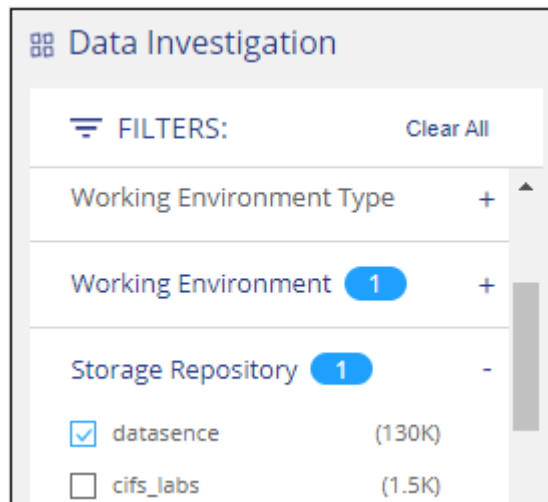 Data Investigation
FILTERS: Clear All
Working Environment Type +
Working Environment 1 +
Storage Repository 1 -
datasence (130K)
cifs_labs (1.5K)